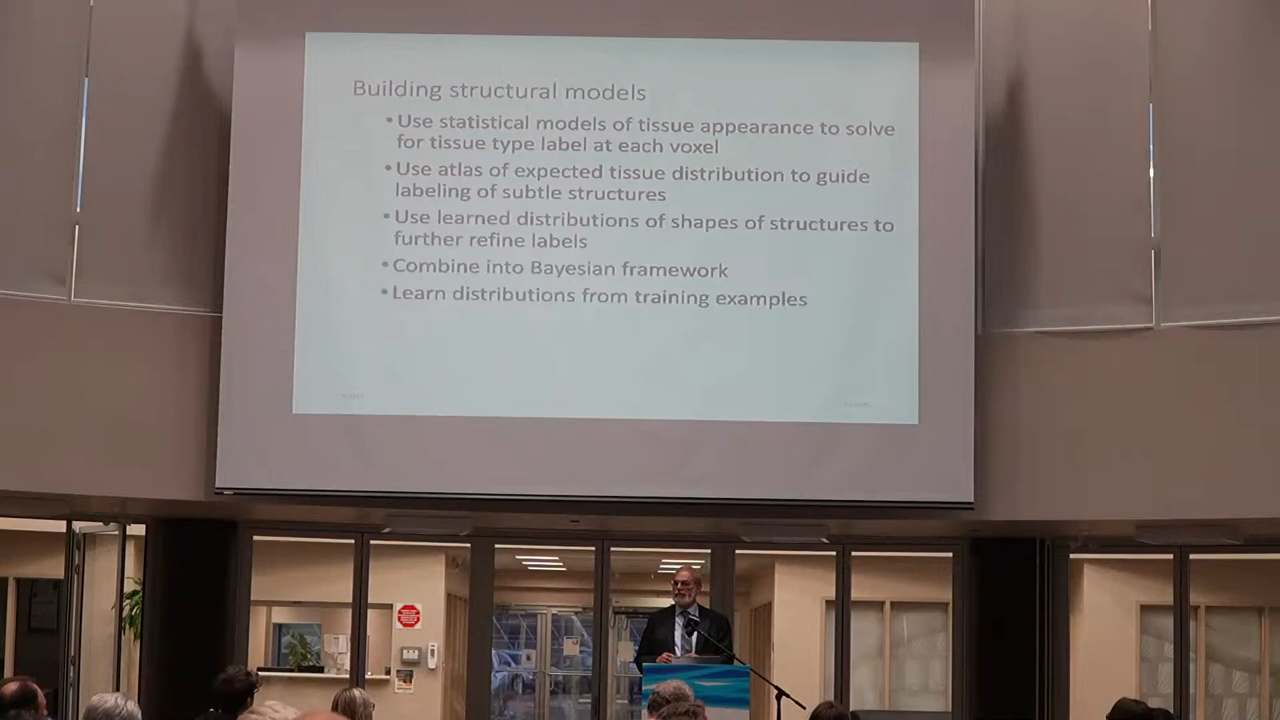 Building structural models
• Use statistical models of tissue appearance to solve
for tissue type label at each voxel
• Use atlas of expected tissue distribution to guide
labeling of subtle structures
• Use learned distributions of shapes of structures to
further refine labels
• Combine into Bayesian framework
• Learn distributions from training examples